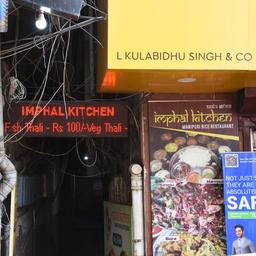 L KULABIDHU SINGH & CO
IMPHAL KITCHEN
Fish Thali - Rs 100/-Veg Thali -
imphal kitchen
MANIPURI RICE RESTAURANT
NOT JUST S
THEY ARE
ABSOLUTE
SAF